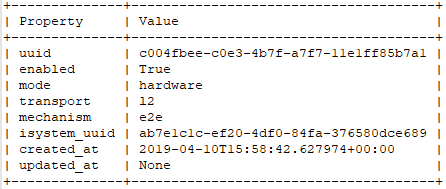 +--------------+--------------------------------------+
| Property | Value |
+--------------+--------------------------------------+
| uuid | c004fbee-c0e3-4b7f-a7f7-11e1ff85b7a1 |
| enabled | True |
| mode | hardware |
| transport | l2 |
| mechanism | e2e |
| isystem_uuid | ab7e1c1c-ef20-4df0-84fa-376580dce689 |
| created_at | 2019-04-10T15:58:42.627974+00:00 |
| updated_at | None |
+--------------+--------------------------------------+